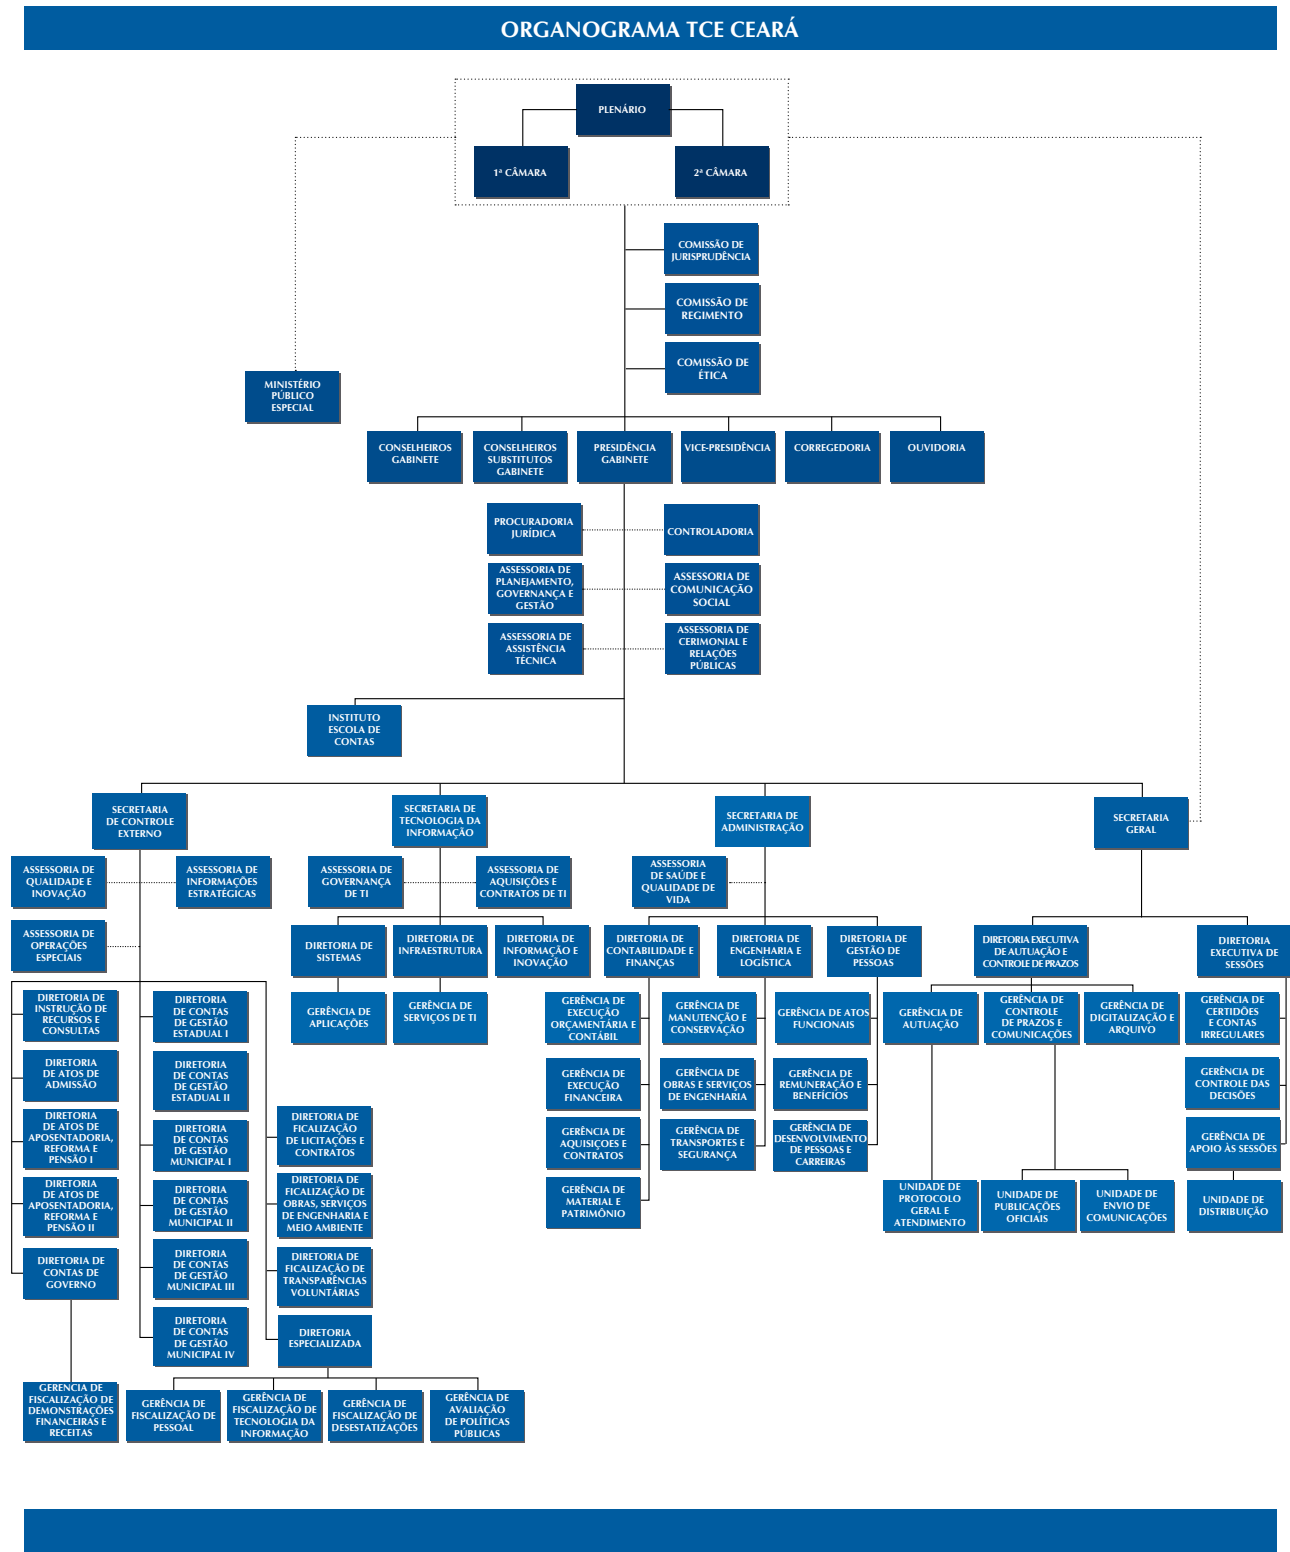 ORGANOGRAMA TCE CEARÁ
PLENÁRIO
1ª CÂMARA
2ª CÂMARA
COMISSÃO DE
JURISPRUDÊNCIA
COMISSÃO DE
REGIMENTO
COMISSÃO DE
ÉTICA
MINISTÉRIO
PÚBLICO
ESPECIAL
CONSELHEIROS
GABINETE
CONSELHEIROS
SUBSTITUTOS
GABINETE
PRESIDÊNCIA
GABINETE
VICE-PRESIDÊNCIA
CORREGEDORIA
OUVIDORIA
PROCURADORIA
JURÍDICA
CONTROLADORIA
ASSESSORIA DE
PLANEJAMENTO,
GOVERNANÇA E
GESTÃO
ASSESSORIA DE
COMUNICAÇÃO
SOCIAL
ASSESSORIA DE
ASSISTÊNCIA
TÉCNICA
ASSESSORIA DE
CERIMONIAL E
RELAÇÕES
PÚBLICAS
INSTITUTO
ESCOLA DE
CONTAS
SECRETARIA
DE CONTROLE
EXTERNO
SECRETARIA DE
TECNOLOGIA DA
INFORMAÇÃO
SECRETARIA DE
ADMINISTRAÇÃO
SECRETARIA
GERAL
ASSESSORIA DE
QUALIDADE E
INOVAÇÃO
ASSESSORIA DE
INFORMAÇÕES
ESTRATÉGICAS
ASSESSORIA DE
GOVERNANÇA
DE TI
ASSESSORIA DE
AQUISIÇÕES E
CONTRATOS DE TI
ASSESSORIA
DE SAÚDE E
QUALIDADE DE
VIDA
ASSESSORIA DE
OPERAÇÕES
ESPECIAIS
DIRETORIA DE
SISTEMAS
DIRETORIA DE
INFRAESTRUTURA
DIRETORIA DE
INFORMAÇÃO E
INOVAÇÃO
DIRETORIA DE
CONTABILIDADE E
FINANÇAS
DIRETORIA DE
ENGENHARIA E
LOGÍSTICA
DIRETORIA DE
GESTÃO DE
PESSOAS
DIRETORIA EXECUTIVA
DE AUTUAÇÃO E
CONTROLE DE PRAZOS
DIRETORIA
EXECUTIVA DE
SESSÕES
DIRETORIA DE
INSTRUÇÃO DE
RECURSOS E
CONSULTAS
DIRETORIA
DE CONTAS
DE GESTÃO
ESTADUAL I
GERÊNCIA DE
APLICAÇÕES
GERÊNCIA DE
SERVIÇOS DE TI
GERÊNCIA DE
EXECUÇÃO
ORÇAMENTÁRIA E
CONTÁBIL
GERÊNCIA DE
MANUTENÇÃO E
CONSERVAÇÃO
GERÊNCIA DE ATOS
FUNCIONAIS
GERÊNCIA DE
AUTUAÇÃO
GERÊNCIA DE
CONTROLE
DE PRAZOS E
COMUNICAÇÕES
GERÊNCIA DE
DIGITALIZAÇÃO E
ARQUIVO
GERÊNCIA DE
CERTIDÕES
E CONTAS
IRREGULARES
DIRETORIA
DE ATOS DE
ADMISSÃO
DIRETORIA
DE CONTAS
DE GESTÃO
ESTADUAL II
GERÊNCIA DE
EXECUÇÃO
FINANCEIRA
GERÊNCIA DE
OBRAS E SERVIÇOS
DE ENGENHARIA
GERÊNCIA DE
REMUNERAÇÃO E
BENEFÍCIOS
GERÊNCIA DE
CONTROLE DAS
DECISÕES
DIRETORIA
DE ATOS DE
APOSENTADORIA,
REFORMA E
PENSÃO I
DIRETORIA
DE CONTAS
DE GESTÃO
MUNICIPAL I
DIRETORIA DE
FICALIZAÇÃO
DE LICITAÇÕES E
CONTRATOS
GERÊNCIA DE
AQUISIÇOES E
CONTRATOS
GERÊNCIA DE
TRANSPORTES E
SEGURANÇA
GERÊNCIA DE
DESENVOLVIMENTO
DE PESSOAS E
CARREIRAS
GERÊNCIA DE
APOIO ÀS SESSÕES
DIRETORIA
DE ATOS DE
APOSENTADORIA,
REFORMA E
PENSÃO II
DIRETORIA
DE CONTAS
DE GESTÃO
MUNICIPAL II
DIRETORIA DE
FICALIZAÇÃO DE
OBRAS, SERVIÇOS
DE ENGENHARIA E
MEIO AMBIENTE
GERÊNCIA DE
MATERIAL E
PATRIMÔNIO
UNIDADE DE
PROTOCOLO
GERAL E
ATENDIMENTO
UNIDADE DE
PUBLICAÇÕES
OFICIAIS
UNIDADE DE
ENVIO DE
COMUNICAÇÕES
UNIDADE DE
DISTRIBUIÇÃO
DIRETORIA DE
CONTAS DE
GOVERNO
DIRETORIA
DE CONTAS
DE GESTÃO
MUNICIPAL III
DIRETORIA DE
FICALIZAÇÃO DE
TRANSPARÊNCIAS
VOLUNTÁRIAS
DIRETORIA
DE CONTAS
DE GESTÃO
MUNICIPAL IV
DIRETORIA
ESPECIALIZADA
GERENCIA DE
FISCALIZAÇÃO DE
DEMONSTRAÇÕES
FINANCEIRAS E
RECEITAS
GERÊNCIA DE
FISCALIZAÇÃO DE
PESSOAL
GERÊNCIA DE
FISCALIZAÇÃO DE
TECNOLOGIA DA
INFORMAÇÃO
GERÊNCIA DE
FISCALIZAÇÃO DE
DESESTATIZAÇÕES
GERÊNCIA DE
AVALIAÇÃO
DE POLÍTICAS
PÚBLICAS